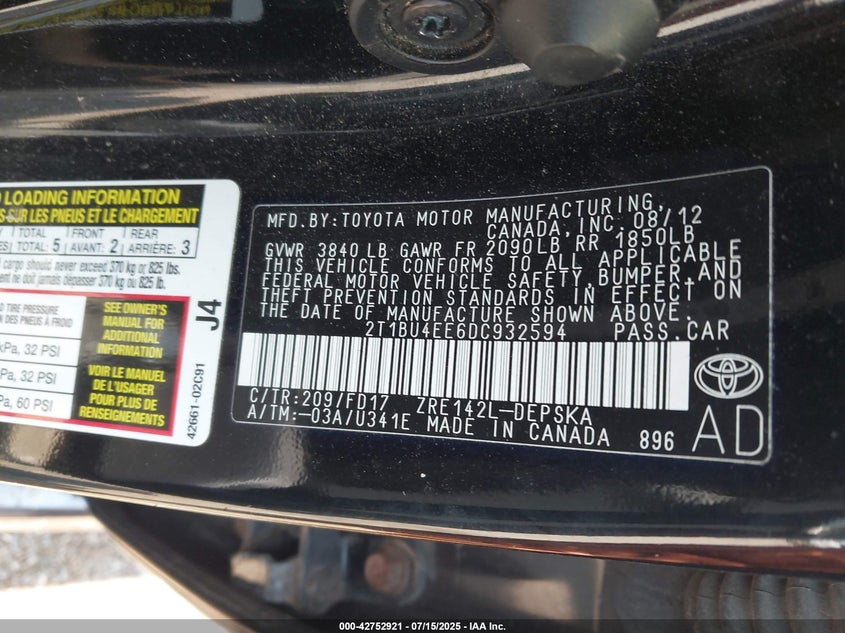 LOADING INFORMATION
SUR LES PNEUS ET LE CHARGEMENT
TOTAL FRONT REAR
TOTAL: 5 AVANT: 2 ARRIÈRE: 3
cargo should never exceed 370 kg or 825 lbs.
ne doit jamais dépasser 370 kg ou 825 lb.
TIRE PRESSURE
DES PNEUS À FROID
kPa, 32 PSI
kPa, 32 PSI
Pa, 60 PSI
SEE OWNER'S
MANUAL FOR
ADDITIONAL
INFORMATION
VOIR LE MANUEL
DE L'USAGER
POUR PLUS DE
RENSEIGNEMENTS
J4
42661-02C91
MFD.BY:TOYOTA MOTOR MANUFACTURING,
CANADA,INC. 08/12
GVWR 3840 LB GAWR FR 2090LB RR 1850LB
THIS VEHICLE CONFORMS TO ALL APPLICABLE
FEDERAL MOTOR VEHICLE SAFETY,BUMPER,AND
THEFT PREVENTION STANDARDS IN EFFECT ON
THE DATE OF MANUFACTURE SHOWN ABOVE.
2T1BU4EE6DC932594 PASS.CAR
C/TR:209/FD17 ZRE142L-DEPSKA
A/TM:-03A/U341E MADE IN CANADA 896
AD
000-42752921 / 07/15/2025 - IAA Inc.